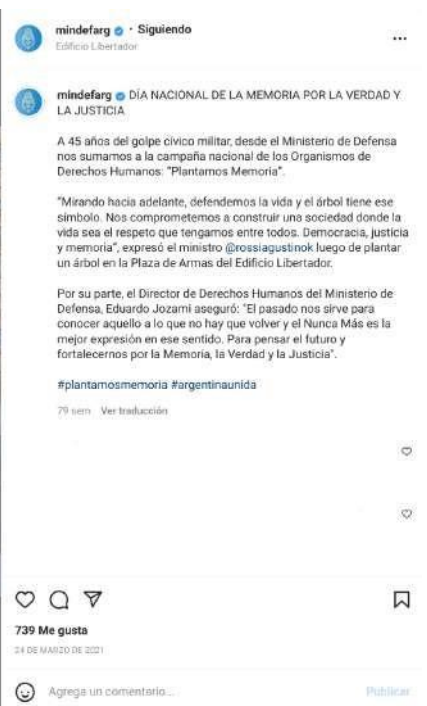 mindefarg · Siguiendo
Edificio Libertador
mindefarg DÍA NACIONAL DE LA MEMORIA POR LA VERDAD Y
LA JUSTICIA
A 45 años del golpe cívico militar, desde el Ministerio de Defensa
nos sumamos a la campaña nacional de los Organismos de
Derechos Humanos: "Plantamos Memoria".
"Mirando hacia adelante, defendemos la vida y el árbol tiene ese
símbolo. Nos comprometemos a construir una sociedad donde la
vida sea el respeto que tengamos entre todos. Democracia, justicia
y memoria", expresó el ministro @rossiagustinok luego de plantar
un árbol en la Plaza de Armas del Edificio Libertador.
Por su parte, el Director de Derechos Humanos del Ministerio de
Defensa, Eduardo Jozami aseguró: "El pasado nos sirve para
conocer aquello a lo que no hay que volver y el Nunca Más es la
mejor expresión en ese sentido. Para pensar el futuro y
fortalecernos por la Memoria, la Verdad y la Justicia".
#plantamosmemoria #argentinaunida
79 sem Ver traducción
739 Me gusta
24 DE MARZO DE 2021
Agrega un comentario...
Publicar